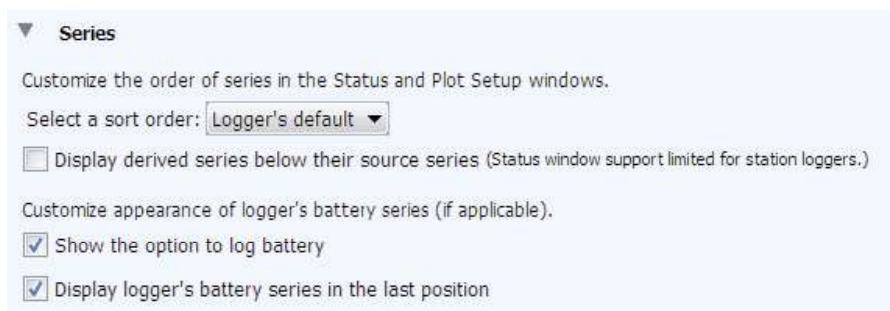 Series
Customize the order of series in the Status and Plot Setup windows.
Select a sort order: Logger's default
Display derived series below their source series (Status window support limited for station loggers.)
Customize appearance of logger's battery series (if applicable).
Show the option to log battery
Display logger's battery series in the last position